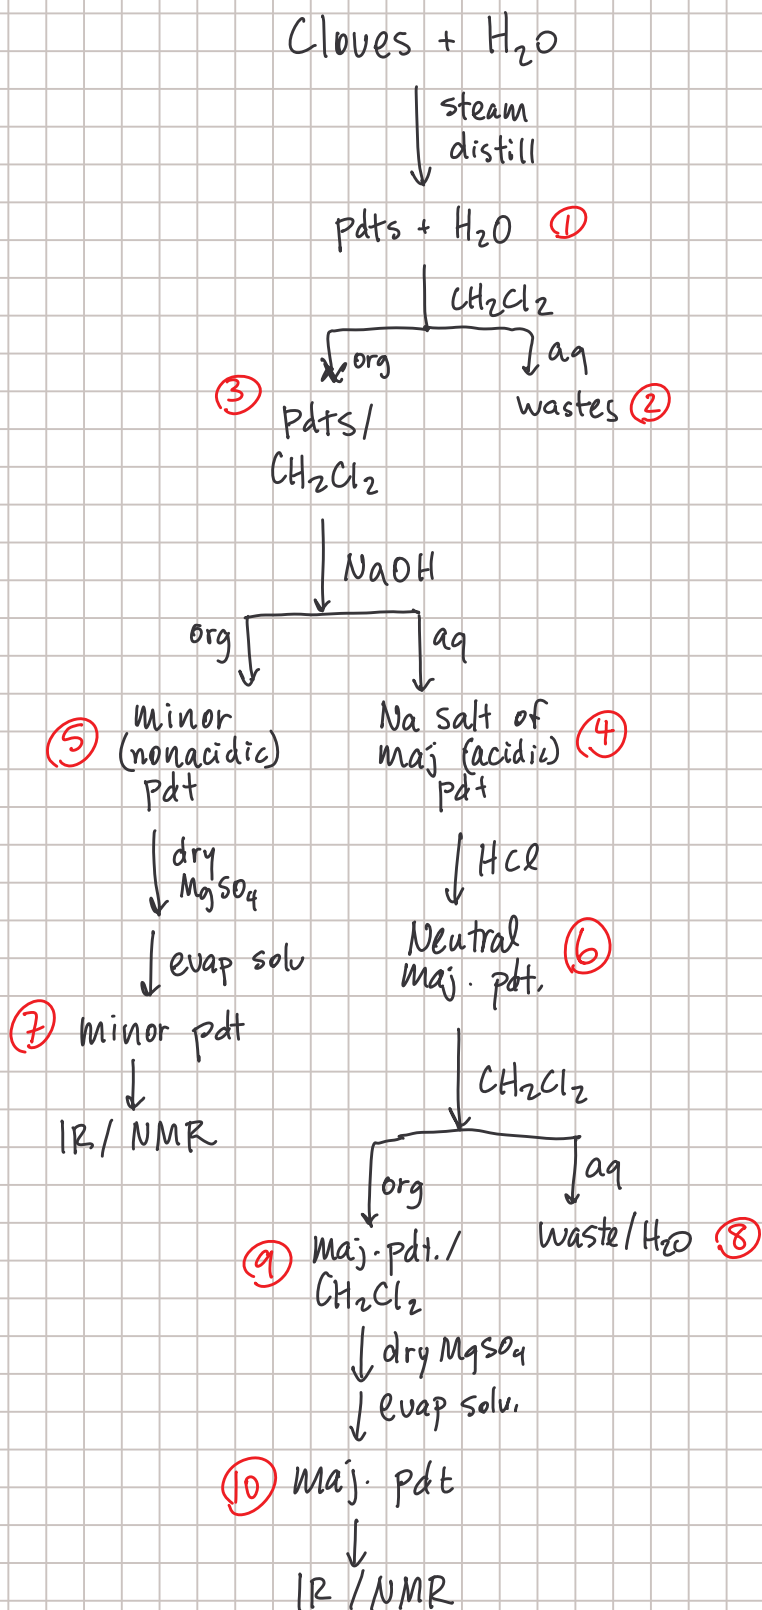 Cloves + H₂O
steam
distill
pdts + H₂O ①
CH₂Cl₂
org
aq
③
wastes ②
Pdts/
CH₂Cl₂
NaOH
org
aq
⑤
minor
(nonacidic)
pdt
Na salt of
maj (acidic)
pdt
④
dry
MgSO₄
HCl
evap solv
Neutral
maj. pdt.
⑥
⑦ minor pdt
IR/NMR
CH₂Cl₂
org
aq
⑨
maj. pdt./
CH₂Cl₂
waste/H₂O ⑧
dry MgSO₄
evap solv.
⑩ maj. pdt
IR/NMR